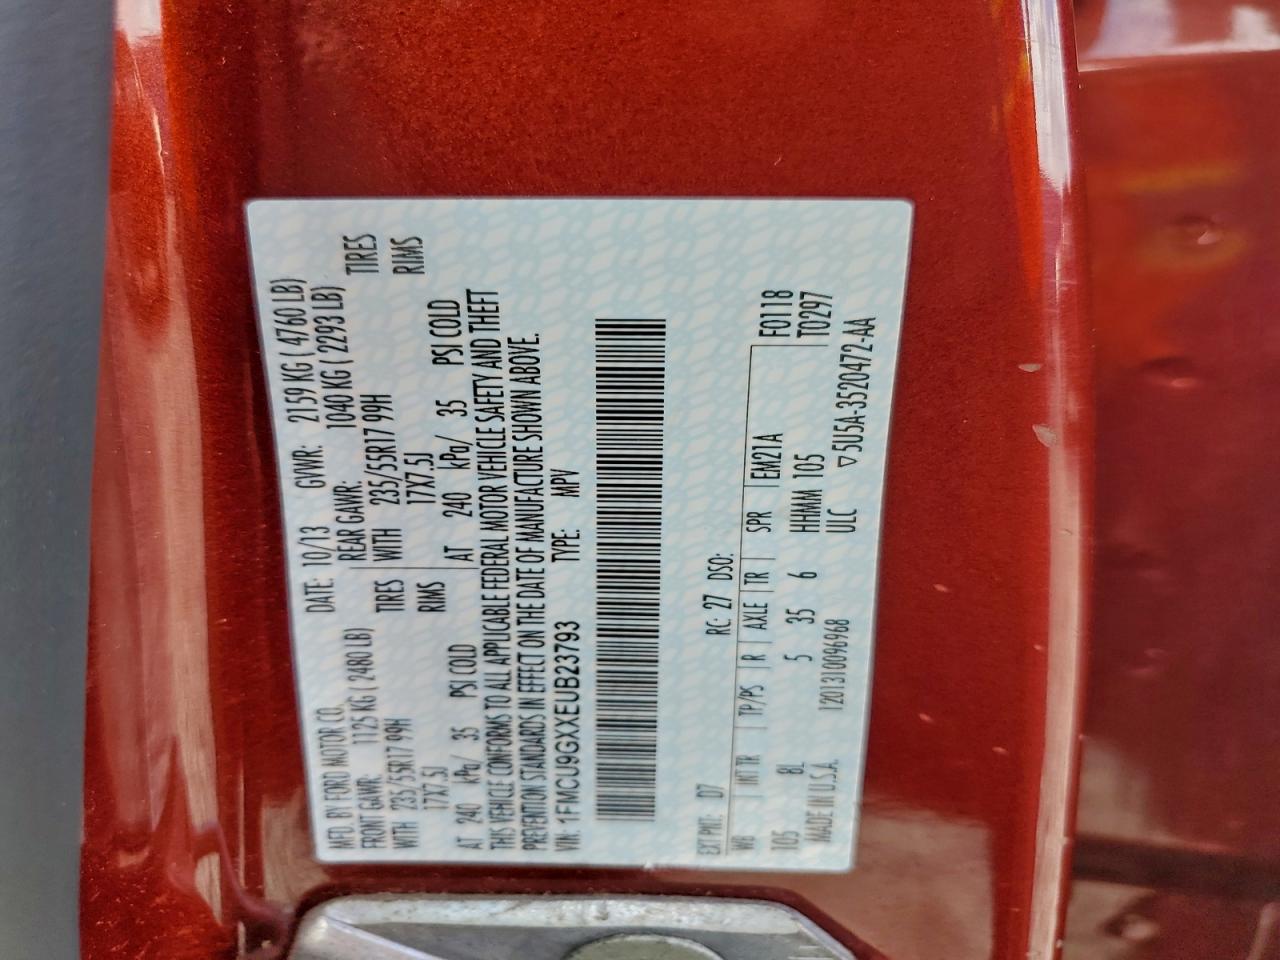 MFD. BY FORD MOTOR CO. DATE: 10/13 GVWR: 2159 KG ( 4760 LB)
FRONT GAWR: 1125 KG ( 2480 LB) REAR GAWR: 1040 KG ( 2293 LB)
WITH 235/55R17 99H TIRES WITH 235/55R17 99H TIRES
17X7.5J RIMS 17X7.5J RIMS
AT 240 kPa/ 35 PSI COLD AT 240 kPa/ 35 PSI COLD
THIS VEHICLE CONFORMS TO ALL APPLICABLE FEDERAL MOTOR VEHICLE SAFETY AND THEFT
PREVENTION STANDARDS IN EFFECT ON THE DATE OF MANUFACTURE SHOWN ABOVE.
VIN: 1FMCU9GXXEUB23793 TYPE: MPV
EXT PNT: D7 RC: 27 DSO: F0118
WB INT TR TP/PS R AXLE TR SPR EM21A T0297
105 8L 5 35 6 HHMM 105
MADE IN U.S.A. 1201310096968 ULC ▽5U5A-3520472-AA